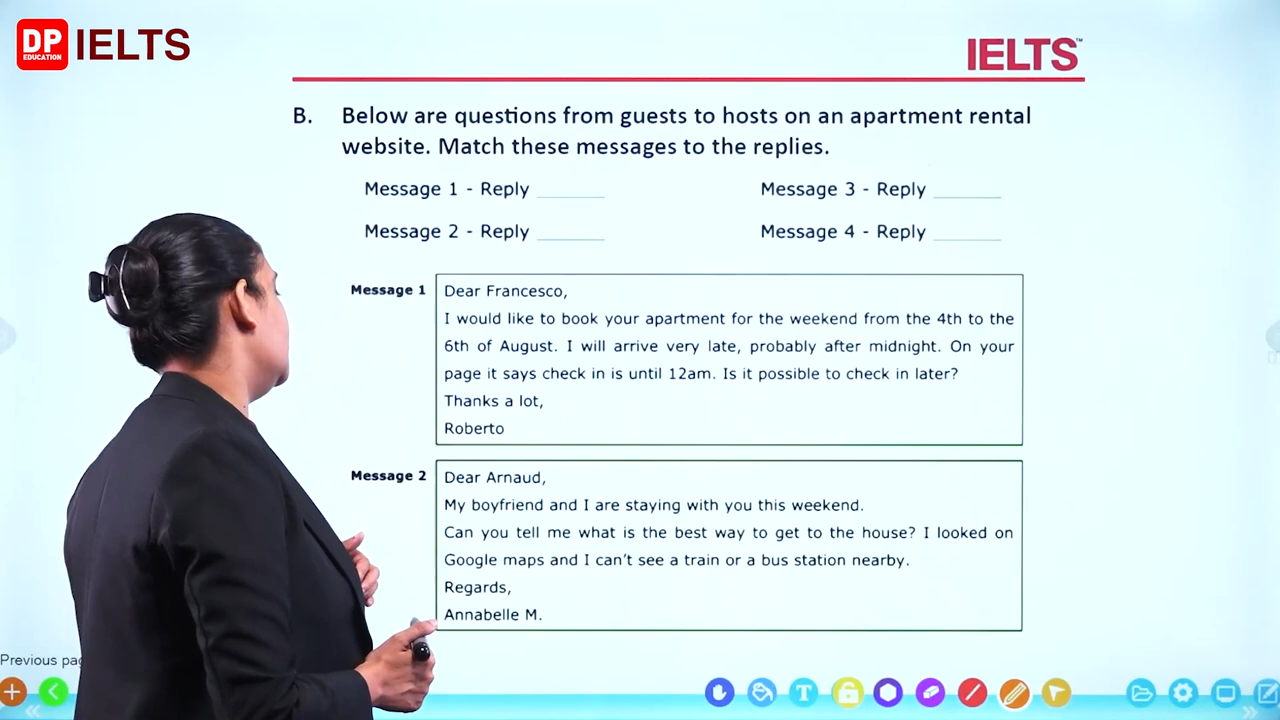 DP
EDUCATION
IELTS
IELTS™
B. Below are questions from guests to hosts on an apartment rental
website. Match these messages to the replies.
Message 1 - Reply ______
Message 3 - Reply ______
Message 2 - Reply ______
Message 4 - Reply ______
Message 1
Dear Francesco,
I would like to book your apartment for the weekend from the 4th to the
6th of August. I will arrive very late, probably after midnight. On your
page it says check in is until 12am. Is it possible to check in later?
Thanks a lot,
Roberto
Message 2
Dear Arnaud,
My boyfriend and I are staying with you this weekend.
Can you tell me what is the best way to get to the house? I looked on
Google maps and I can't see a train or a bus station nearby.
Regards,
Annabelle M.
Previous
T